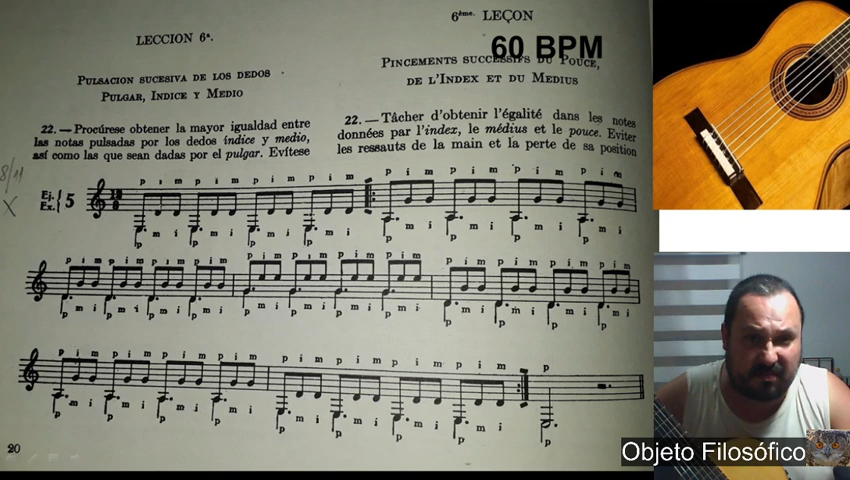 LECCION 6ª.
PULSACION SUCESIVA DE LOS DEDOS
PULGAR, INDICE Y MEDIO
22. — Procúrese obtener la mayor igualdad entre
las notas pulsadas por los dedos índice y medio,
así como las que sean dadas por el pulgar. Evítese
6ème. LEÇON
60 BPM
PINCEMENTS SUCCESSIFS DU POUCE,
DE L'INDEX ET DU MEDIUS
22. — Tâcher d'obtenir l'égalité dans les notes
données par l'index, le médius et le pouce. Eviter
les ressauts de la main et la perte de sa position
8/11
X
Ej.
Ex.
5
p i m p i m p i m p i m p i m p i m p i m p i m
m i m i m i m i m i m i m i m i
p p p p p p p p
p i m p i m p i m p i m p i m p i m p i m p i m p i m p i m p i m p i m
m i m i m i m i m i m i m i m i m i m i m i m i
p p p p p p p p p p p p
p i m p i m p i m p i m p i m p i m p i m p i m p
m i m i m i m i m i m i m i m i
p p p p p p p p p
20
Objeto Filosófico